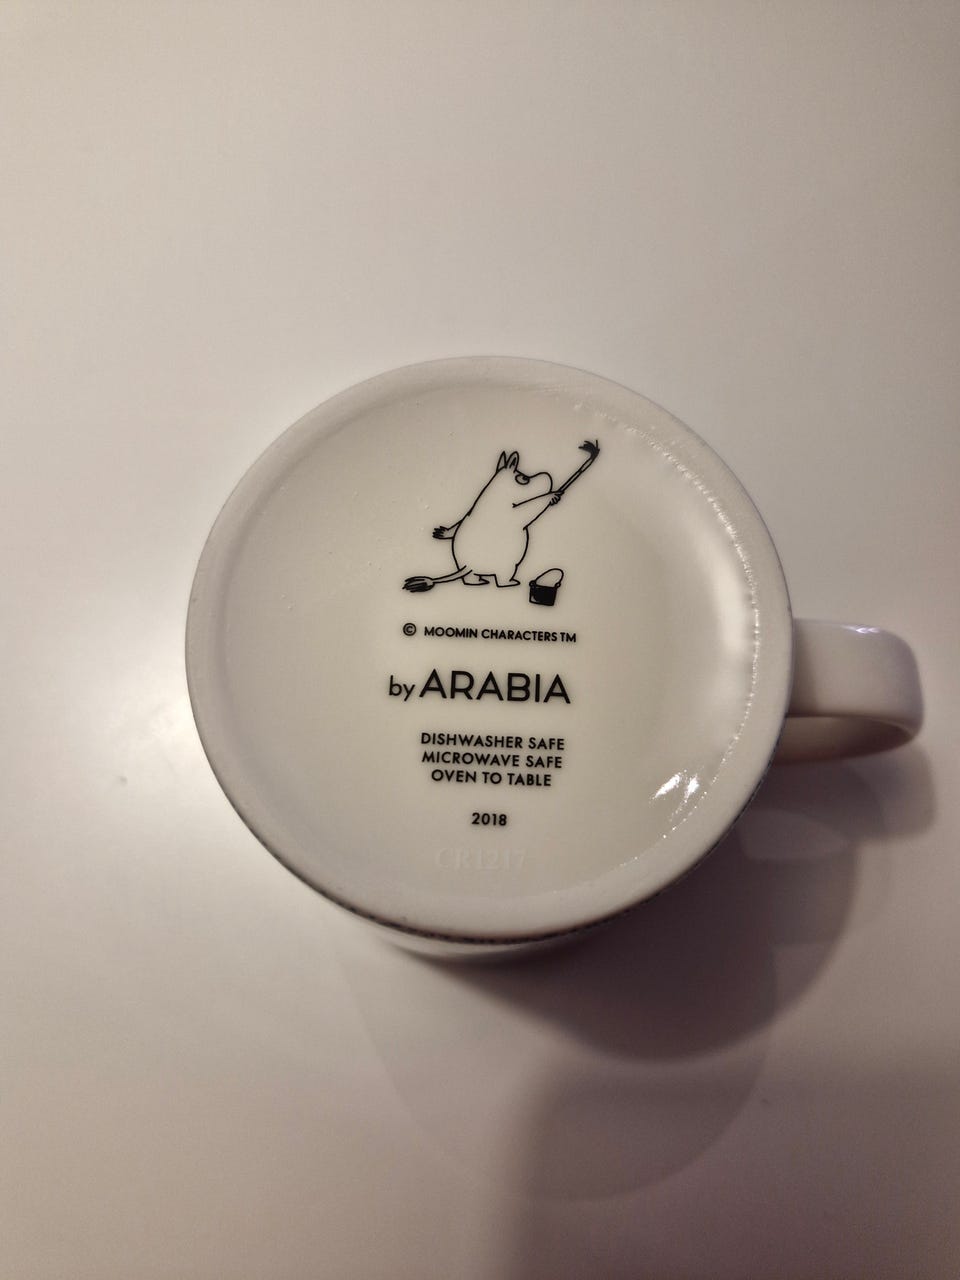 © MOOMIN CHARACTERS TM
by ARABIA
DISHWASHER SAFE
MICROWAVE SAFE
OVEN TO TABLE
2018
CR1217